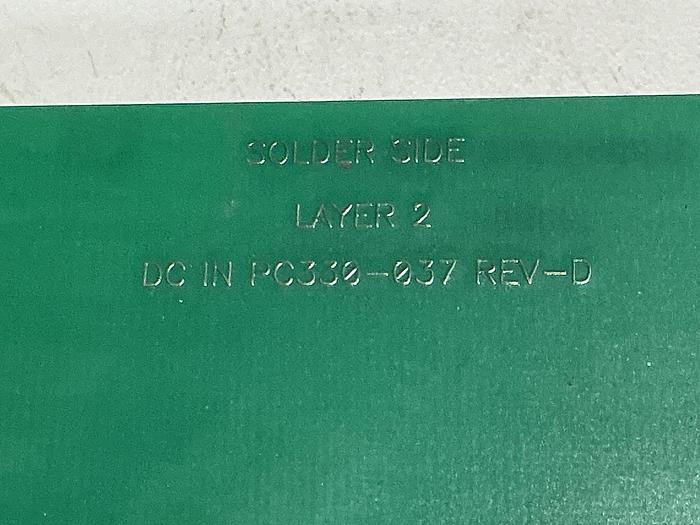 SOLDER SIDE
LAYER 2
DC IN PC330-037 REV-D